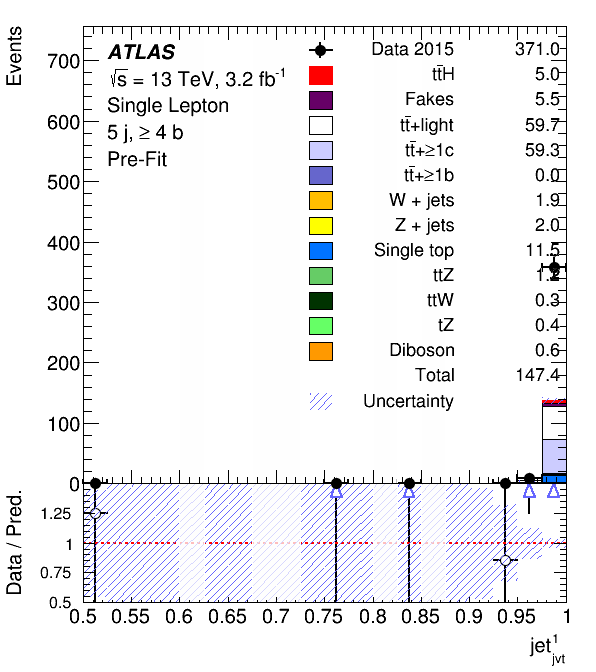 Events
700
600
500
400
300
200
100
0
ATLAS
√s = 13 TeV, 3.2 fb⁻¹
Single Lepton
5 j, ≥ 4 b
Pre-Fit
Data 2015 371.0
tt̄H 5.0
Fakes 5.5
tt̄+light 59.7
tt̄+≥1c 59.3
tt̄+≥1b 0.0
W + jets 1.9
Z + jets 2.0
Single top 11.5
ttZ 1.2
ttW 0.3
tZ 0.4
Diboson 0.6
Total 147.4
Uncertainty
Data / Pred.
1.25
1
0.75
0.5
0.5 0.55 0.6 0.65 0.7 0.75 0.8 0.85 0.9 0.95 1
jet¹jvt